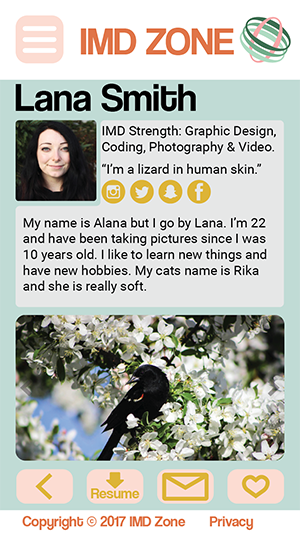 IMD ZONE
Lana Smith
IMD Strength: Graphic Design,
Coding, Photography & Video.
“I’m a lizard in human skin.”
My name is Alana but I go by Lana. I’m 22
and have been taking pictures since I was
10 years old. I like to learn new things and
have new hobbies. My cats name is Rika
and she is really soft.
Resume
Copyright © 2017 IMD Zone Privacy